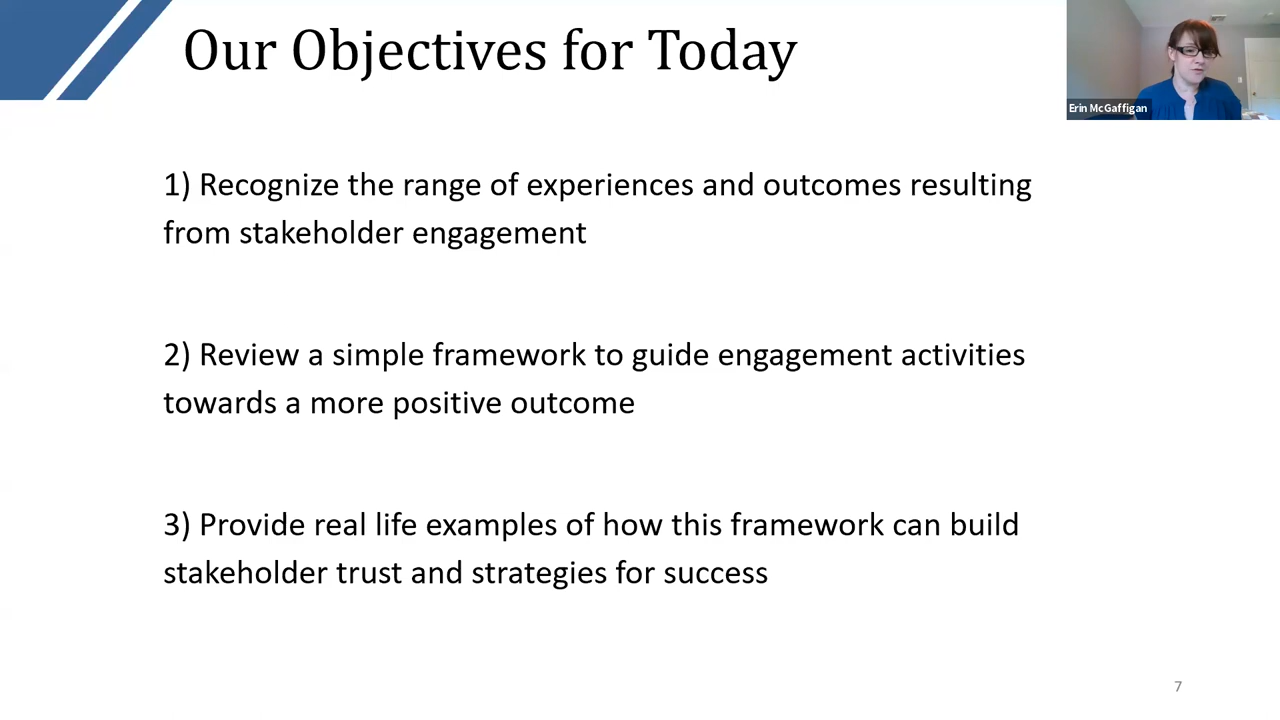 Our Objectives for Today
Erin McGaffigan
1) Recognize the range of experiences and outcomes resulting
from stakeholder engagement
2) Review a simple framework to guide engagement activities
towards a more positive outcome
3) Provide real life examples of how this framework can build
stakeholder trust and strategies for success
7